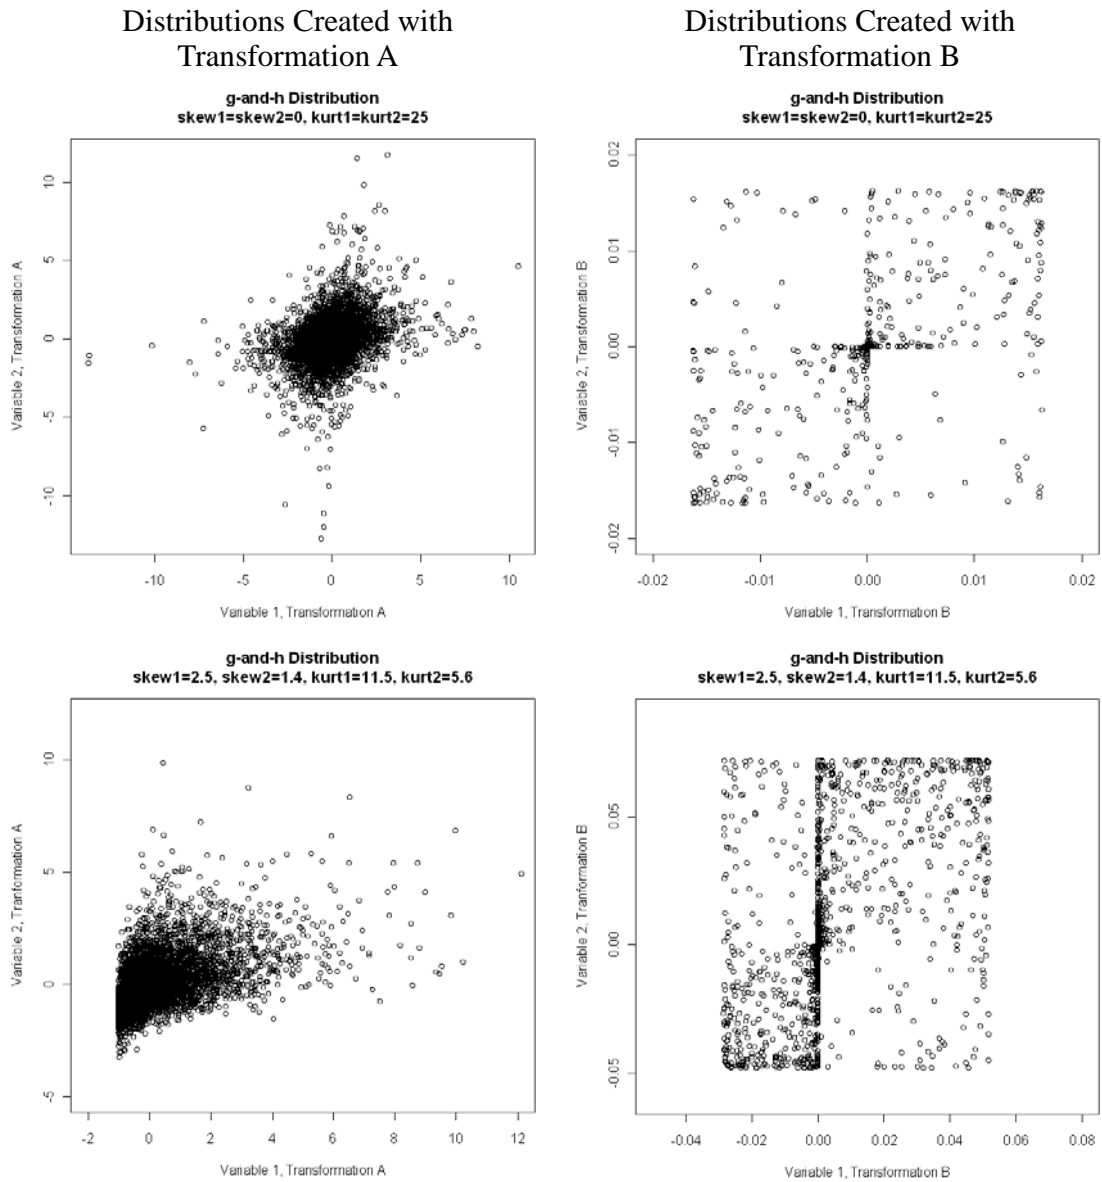 Distributions Created with
Transformation A
Distributions Created with
Transformation B
g-and-h Distribution
skew1=skew2=0, kurt1=kurt2=25
Variable 2, Transformation A
10
5
0
-5
-10
-10
-5
0
5
10
Variable 1, Transformation A
g-and-h Distribution
skew1=skew2=0, kurt1=kurt2=25
Variable 2, Transformation B
0.02
0.01
0.00
-0.01
-0.02
-0.02
-0.01
0.00
0.01
0.02
Variable 1, Transformation B
g-and-h Distribution
skew1=2.5, skew2=1.4, kurt1=11.5, kurt2=5.6
Variable 2, Tranformation A
10
5
0
-5
-2
0
2
4
6
8
10
12
Variable 1, Transformation A
g-and-h Distribution
skew1=2.5, skew2=1.4, kurt1=11.5, kurt2=5.6
Variable 2, Tranformation B
0.05
0.00
-0.05
-0.04
-0.02
0.00
0.02
0.04
0.06
0.08
Variable 1, Transformation B